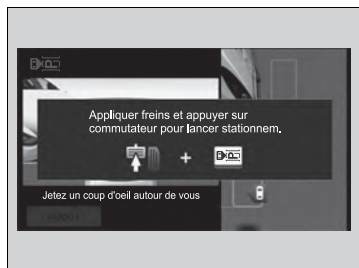 Appliquer freins et appuyer sur
commutateur pour lancer stationnem.
+
Jetez un coup d'oeil autour de vous